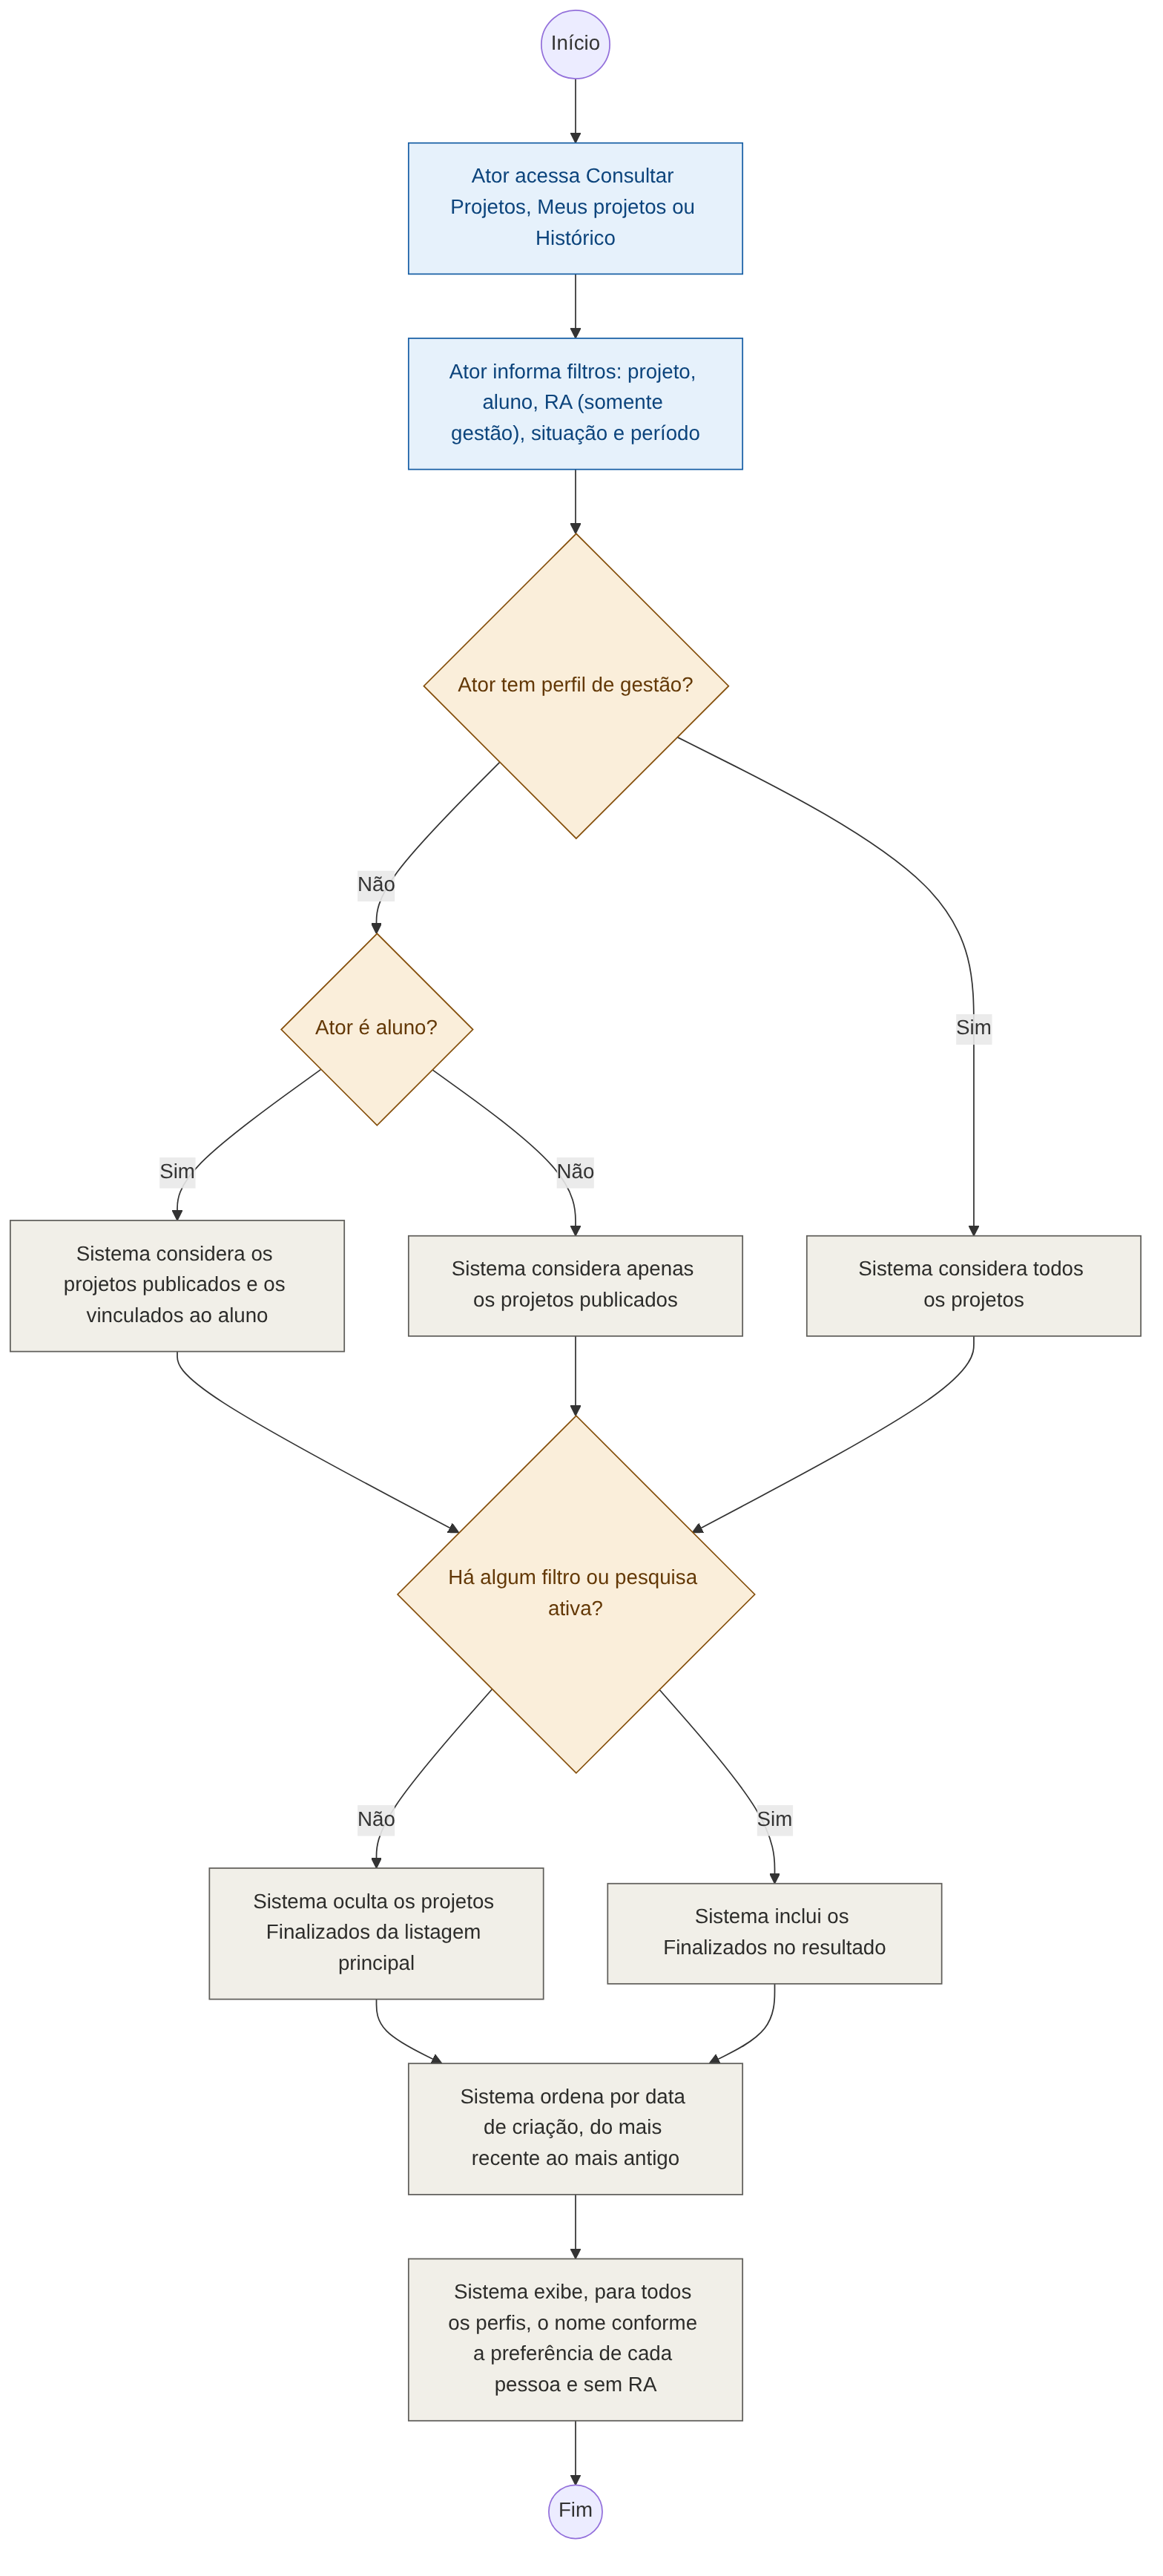 Início
Ator acessa Consultar
Projetos, Meus projetos ou
Histórico
Ator informa filtros: projeto,
aluno, RA (somente
gestão), situação e período
Ator tem perfil de gestão?
Não
Sim
Ator é aluno?
Sim
Não
Sistema considera os
projetos publicados e os
vinculados ao aluno
Sistema considera apenas
os projetos publicados
Sistema considera todos
os projetos
Há algum filtro ou pesquisa
ativa?
Não
Sim
Sistema oculta os projetos
Finalizados da listagem
principal
Sistema inclui os
Finalizados no resultado
Sistema ordena por data
de criação, do mais
recente ao mais antigo
Sistema exibe, para todos
os perfis, o nome conforme
a preferência de cada
pessoa e sem RA
Fim